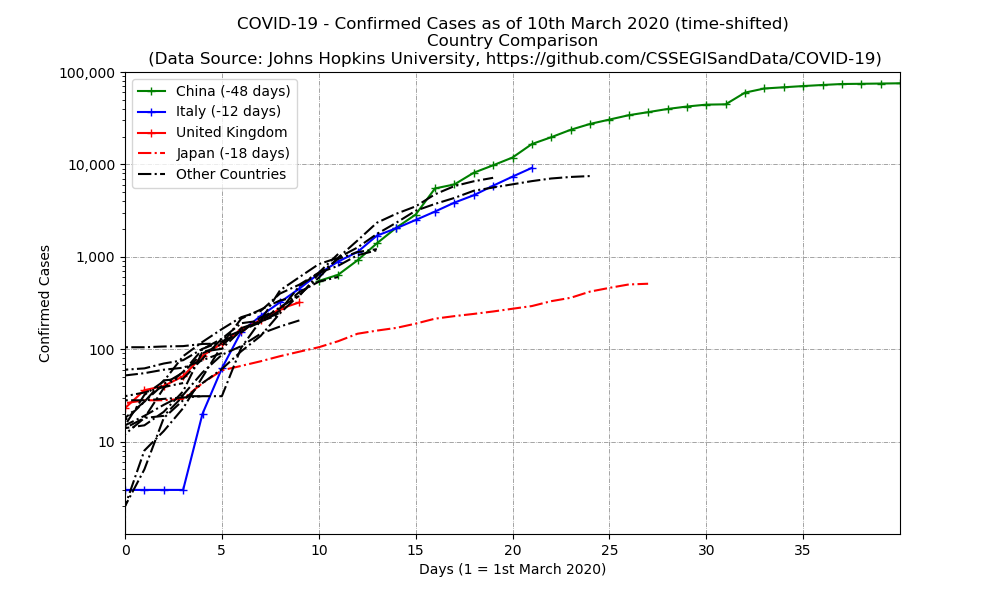 COVID-19 - Confirmed Cases as of 10th March 2020 (time-shifted)
Country Comparison
(Data Source: Johns Hopkins University, https://github.com/CSSEGISandData/COVID-19)
China (-48 days)
Italy (-12 days)
United Kingdom
Japan (-18 days)
Other Countries
100,000
10,000
1,000
100
10
Confirmed Cases
0 5 10 15 20 25 30 35
Days (1 = 1st March 2020)